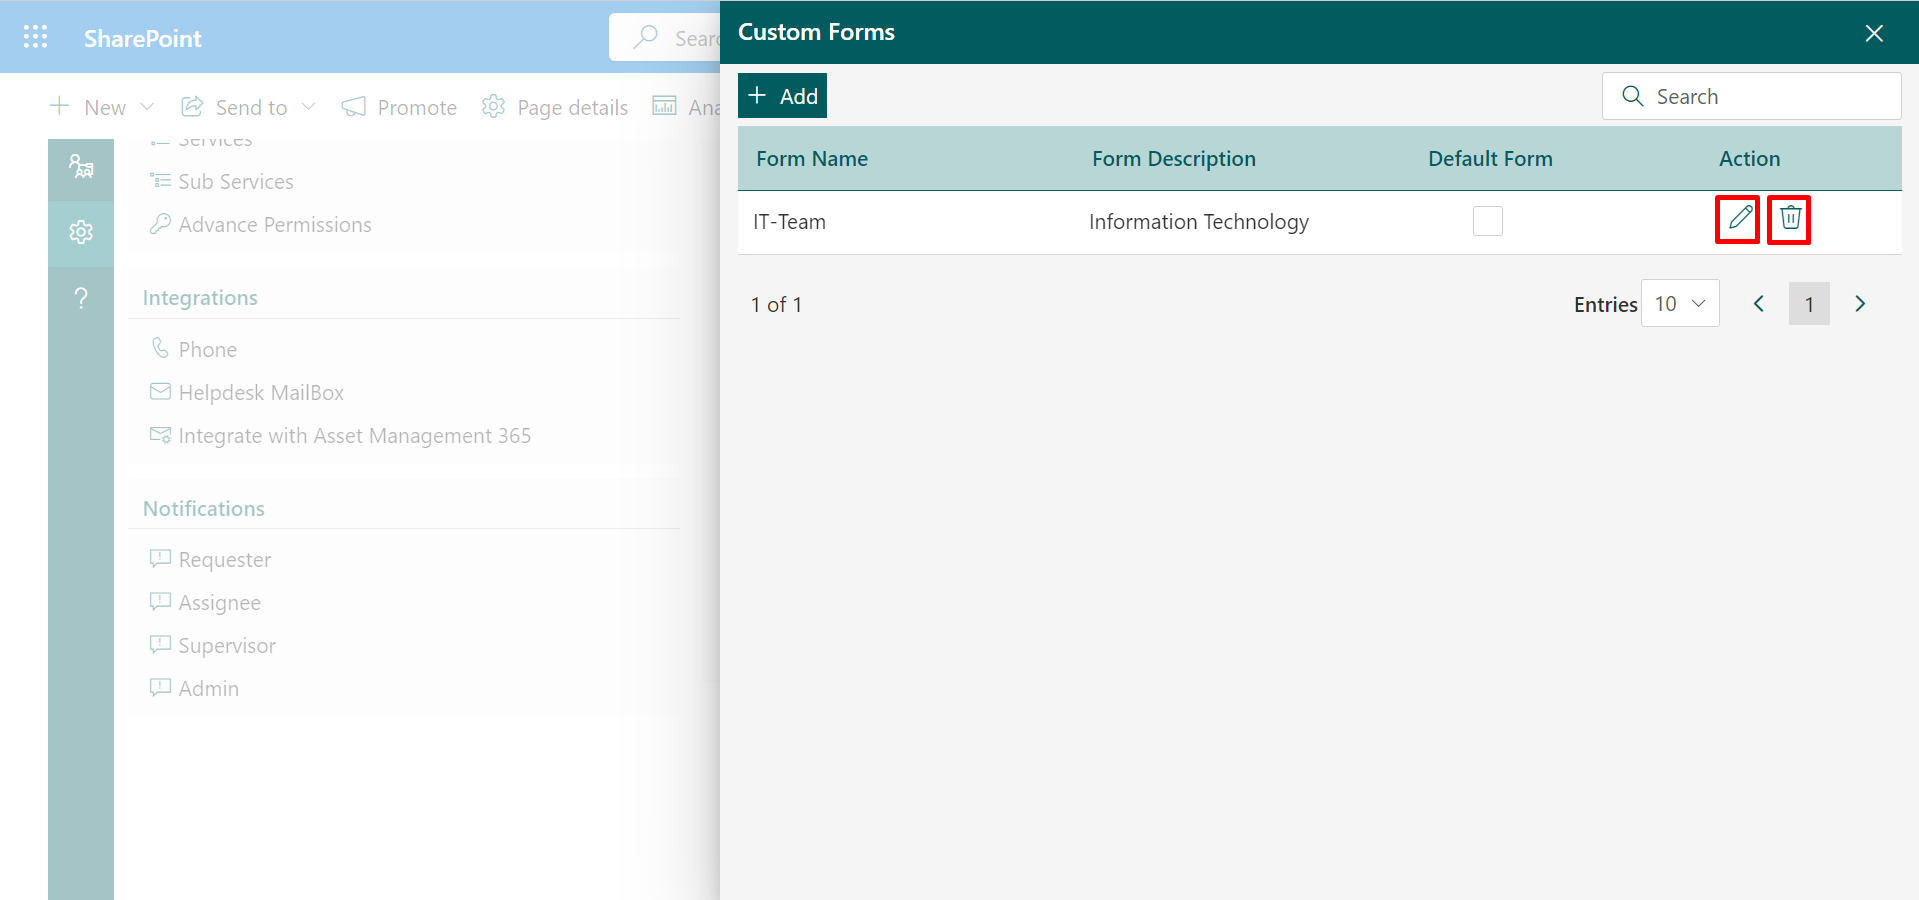 SharePoint
Sear
New
Send to
Promote
Page details
Ana
Services
Sub Services
Advance Permissions
Integrations
Phone
Helpdesk MailBox
Integrate with Asset Management 365
Notifications
Requester
Assignee
Supervisor
Admin
Custom Forms
Add
Search
Form Name Form Description Default Form Action
IT-Team Information Technology
1 of 1
Entries 10 1